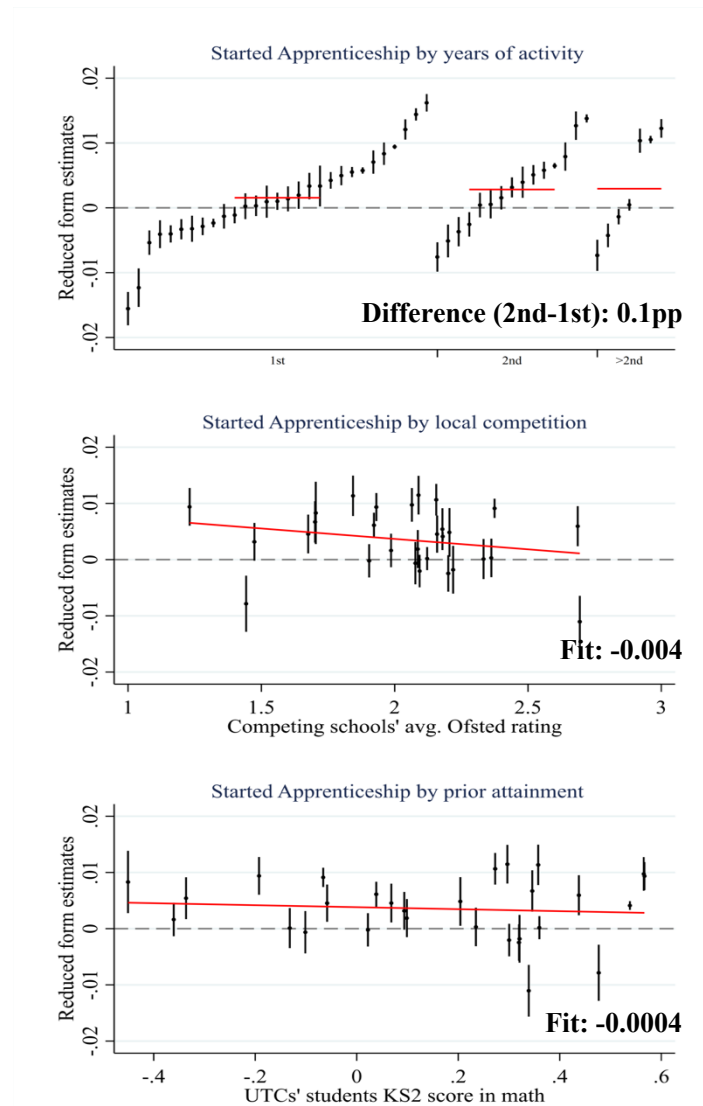 Started Apprenticeship by years of activity
Reduced form estimates
.02
.01
0
-.01
-.02
Difference (2nd-1st): 0.1pp
1st 2nd >2nd
Started Apprenticeship by local competition
Reduced form estimates
.02
.01
0
-.01
-.02
Fit: -0.004
1 1.5 2 2.5 3
Competing schools' avg. Ofsted rating
Started Apprenticeship by prior attainment
Reduced form estimates
.02
.01
0
-.01
-.02
Fit: -0.0004
-.4 -.2 0 .2 .4 .6
UTCs' students KS2 score in math